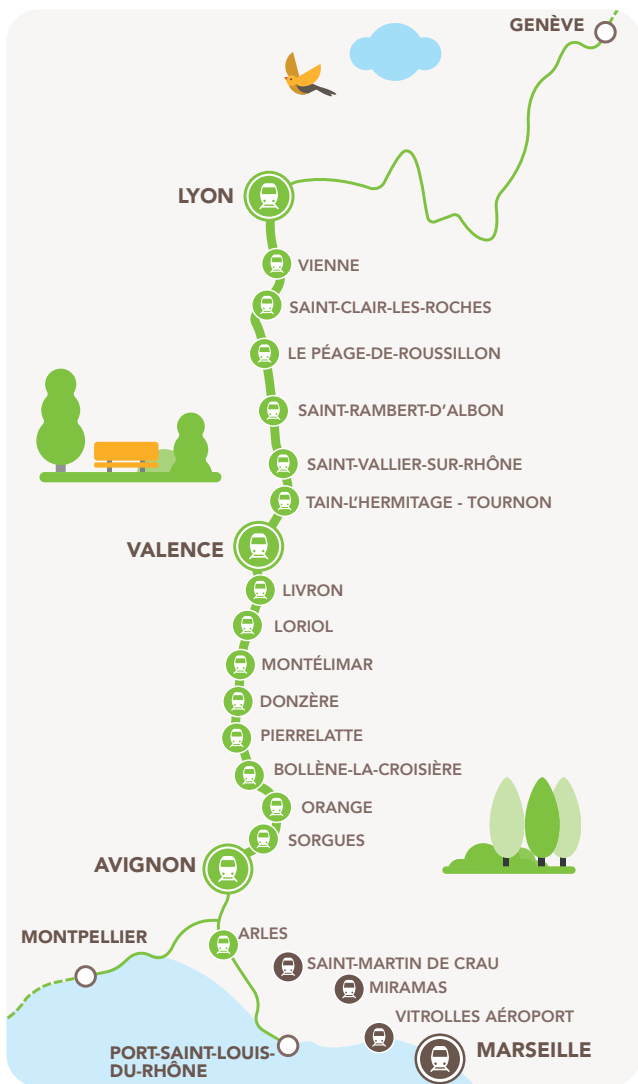 GENÈVE
LYON
VIENNE
SAINT-CLAIR-LES-ROCHES
LE PÉAGE-DE-ROUSSILLON
SAINT-RAMBERT-D’ALBON
SAINT-VALLIER-SUR-RHÔNE
TAIN-L’HERMITAGE - TOURNON
VALENCE
LIVRON
LORIOL
MONTÉLIMAR
DONZÈRE
PIERRELATTE
BOLLÈNE-LA-CROISIÈRE
ORANGE
SORGUES
AVIGNON
MONTPELLIER
ARLES
SAINT-MARTIN DE CRAU
MIRAMAS
VITROLLES AÉROPORT
MARSEILLE
PORT-SAINT-LOUIS-
DU-RHÔNE